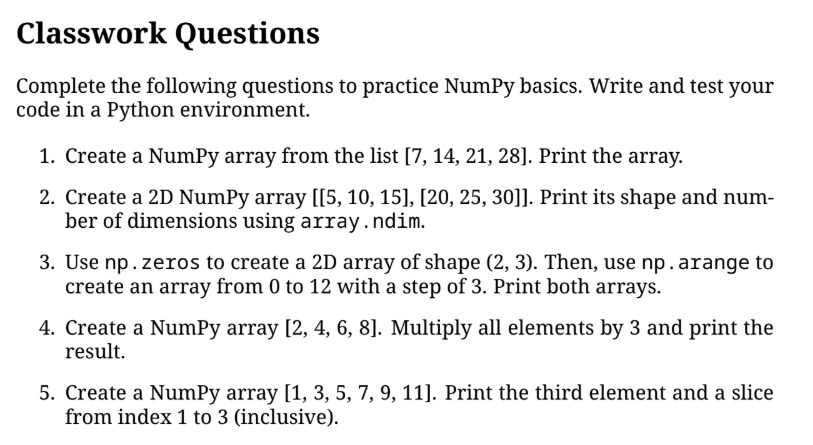 Classwork Questions
Complete the following questions to practice NumPy basics. Write and test your
code in a Python environment.
1. Create a NumPy array from the list [7, 14, 21, 28]. Print the array.
2. Create a 2D NumPy array [[5, 10, 15], [20, 25, 30]]. Print its shape and num-
ber of dimensions using array.ndim.
3. Use np.zeros to create a 2D array of shape (2, 3). Then, use np.arange to
create an array from 0 to 12 with a step of 3. Print both arrays.
4. Create a NumPy array [2, 4, 6, 8]. Multiply all elements by 3 and print the
result.
5. Create a NumPy array [1, 3, 5, 7, 9, 11]. Print the third element and a slice
from index 1 to 3 (inclusive).